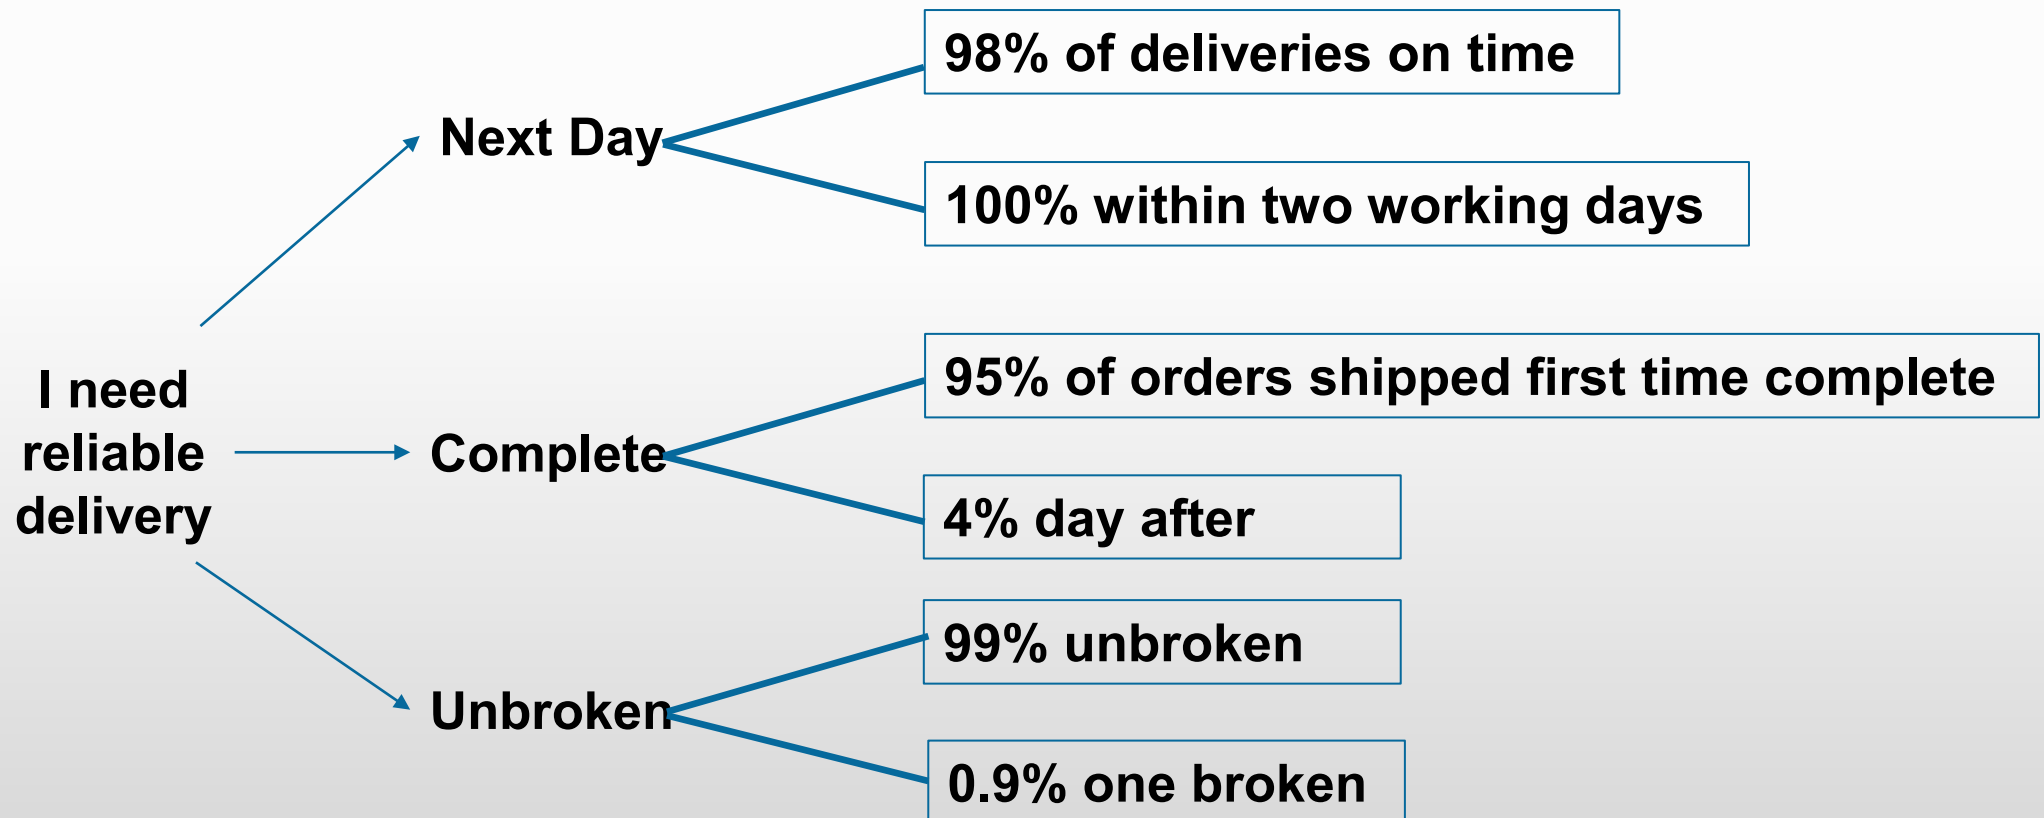 98% of deliveries on time
Next Day
100% within two working days
I need
reliable
delivery
95% of orders shipped first time complete
Complete
4% day after
99% unbroken
Unbroken
0.9% one broken